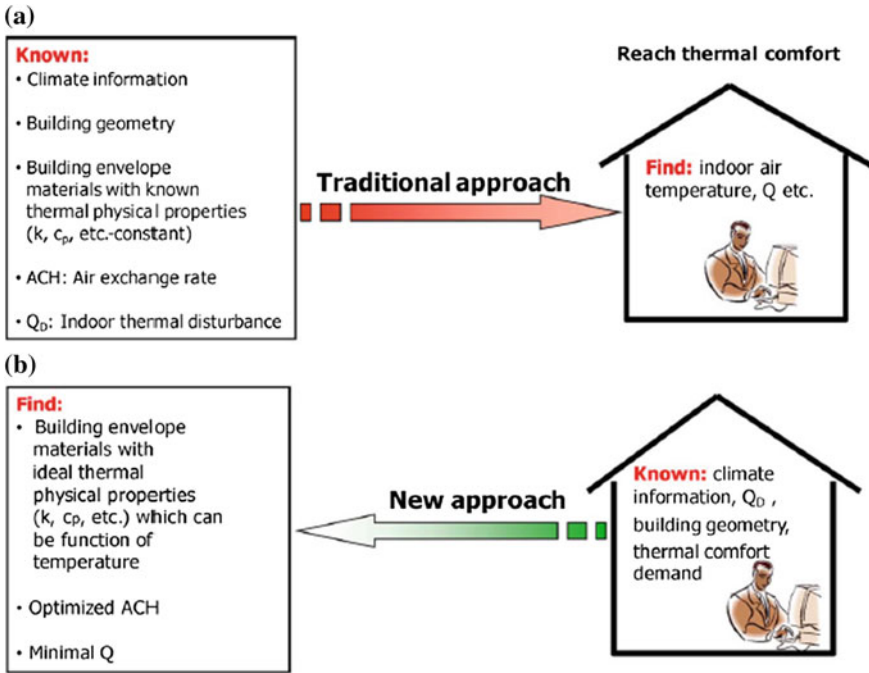 (a)
Known:
• Climate information
• Building geometry
• Building envelope
materials with known
thermal physical properties
(k, cp, etc.-constant)
• ACH: Air exchange rate
• QD: Indoor thermal disturbance
Traditional approach
Reach thermal comfort
Find: indoor air
temperature, Q etc.
(b)
Find:
• Building envelope
materials with
ideal thermal
physical properties
(k, cp, etc.) which can
be function of
temperature
• Optimized ACH
• Minimal Q
New approach
Known: climate
information, QD ,
building geometry,
thermal comfort
demand